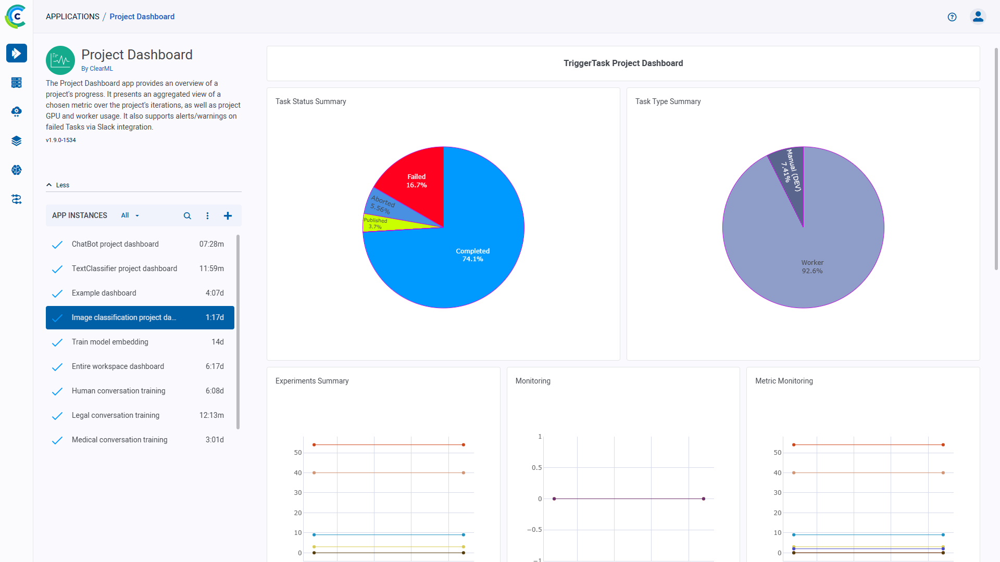 APPLICATIONS / Project Dashboard
Project Dashboard
By ClearML
The Project Dashboard app provides an overview of a
project's progress. It presents an aggregated view of a
chosen metric over the project's iterations, as well as project
GPU and worker usage. It also supports alerts/warnings on
failed Tasks via Slack integration.
v1.9.0-1534
Less
APP INSTANCES All
ChatBot project dashboard 07:28m
TextClassifier project dashboard 11:59m
Example dashboard 4:07d
Image classification project da... 1:17d
Train model embedding 14d
Entire workspace dashboard 6:17d
Human conversation training 6:08d
Legal conversation training 12:13m
Medical conversation training 3:01d
TriggerTask Project Dashboard
Task Status Summary
Failed
16.7%
Aborted
5.56%
Published
3.7%
Completed
74.1%
Task Type Summary
Manual (DEV)
7.41%
Worker
92.6%
Experiments Summary
50
40
30
20
10
0
Monitoring
1
0.5
0
−0.5
−1
Metric Monitoring
50
40
30
20
10
0